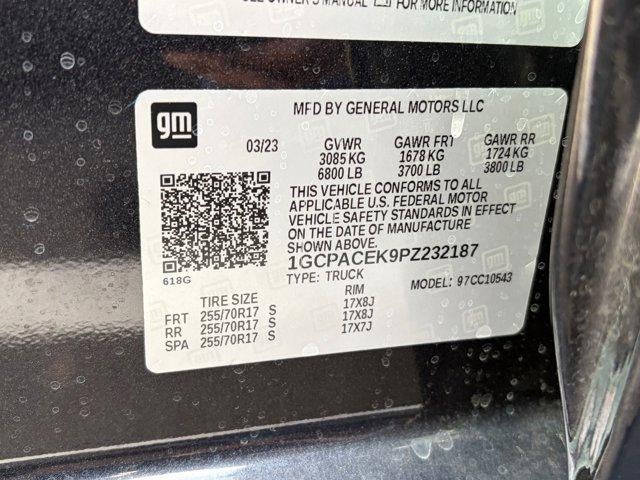 OWNER'S MANUAL FOR MORE INFORMATION
gm
MFD BY GENERAL MOTORS LLC
03/23 GVWR GAWR FRT GAWR RR
3085 KG 1678 KG 1724 KG
6800 LB 3700 LB 3800 LB
THIS VEHICLE CONFORMS TO ALL
APPLICABLE U.S. FEDERAL MOTOR
VEHICLE SAFETY STANDARDS IN EFFECT
ON THE DATE OF MANUFACTURE
SHOWN ABOVE.
1GCPACEK9PZ232187
TYPE: TRUCK MODEL: 97CC10543
618G
TIRE SIZE RIM
FRT 255/70R17 S 17X8J
RR 255/70R17 S 17X8J
SPA 255/70R17 S 17X7J